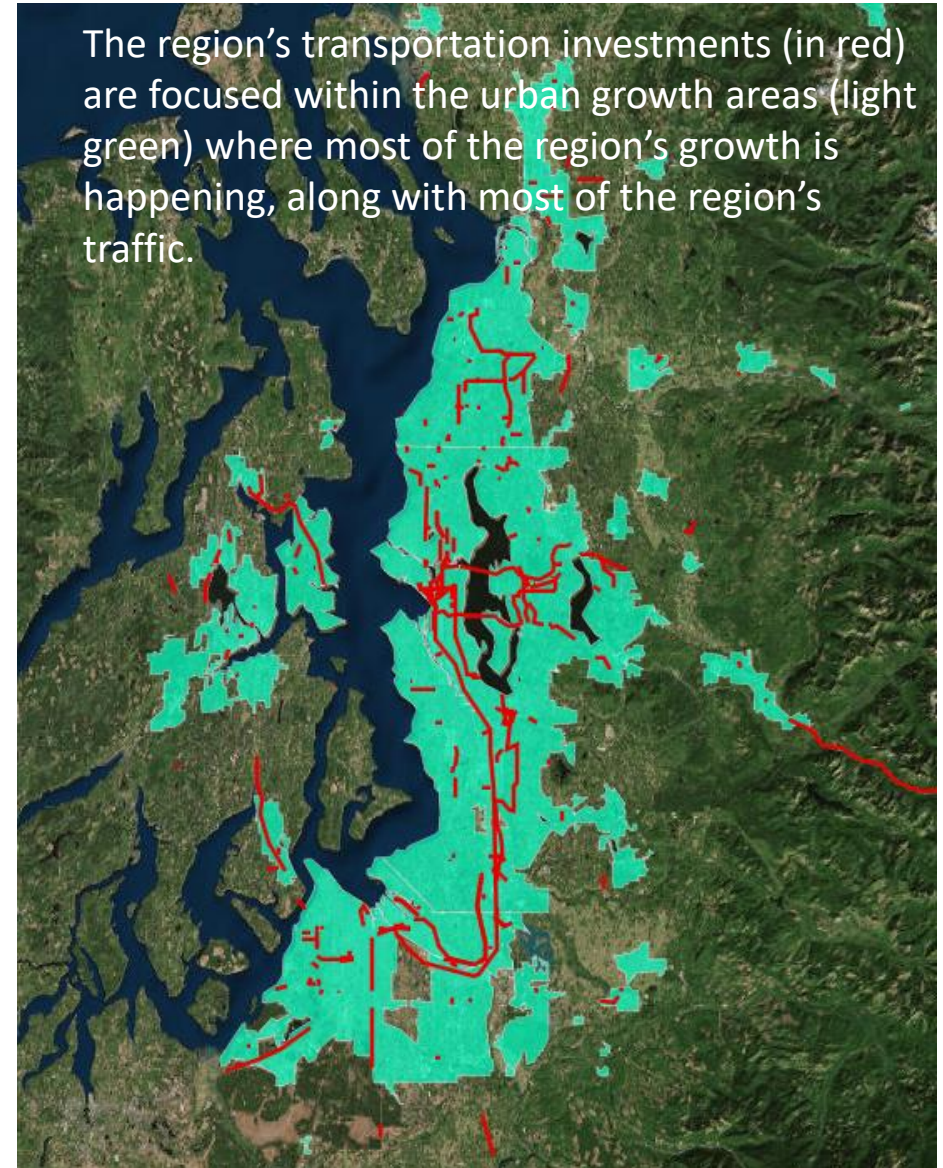 The region’s transportation investments (in red)
are focused within the urban growth areas (light
green) where most of the region’s growth is
happening, along with most of the region’s
traffic.